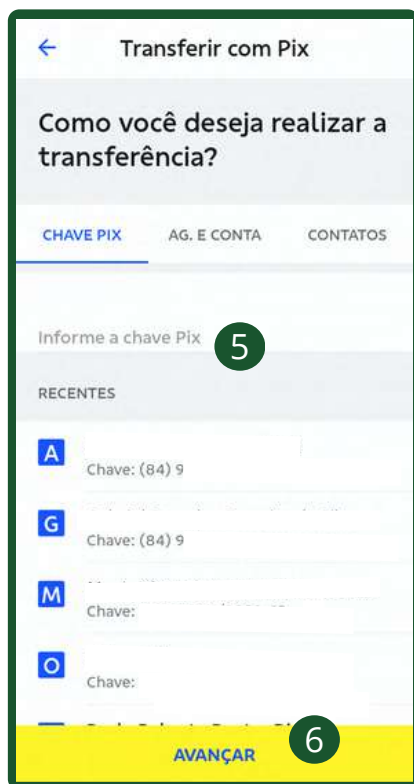 Transferir com Pix
Como você deseja realizar a
transferência?
CHAVE PIX AG. E CONTA CONTATOS
Informe a chave Pix 5
RECENTES
A
Chave: (84) 9
G
Chave: (84) 9
M
Chave:
O
Chave:
AVANÇAR 6